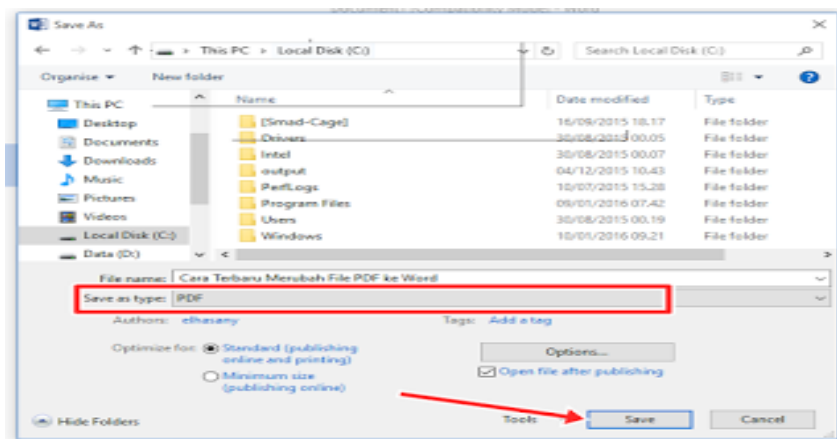 Document1 [Compatibility Mode] - Word
Save As
This PC > Local Disk (C:)
Search Local Disk (C:)
Organise
New folder
Name Date modified Type
This PC
Desktop
Documents
Downloads
Music
Pictures
Videos
Local Disk (C:)
Data (D:)
[Smad-Cage] 16/09/2015 18.17 File folder
Drivers 30/08/2015 00.05 File folder
Intel 30/08/2015 00.07 File folder
output 04/12/2015 10.43 File folder
PerfLogs 10/07/2015 15.28 File folder
Program Files 09/01/2016 07.42 File folder
Users 30/08/2015 00.19 File folder
Windows 10/01/2016 09.21 File folder
File name: Cara Terbaru Merubah File PDF ke Word
Save as type: PDF
Authors: elhasany
Tags: Add a tag
Optimize for: Standard (publishing
online and printing)
Minimum size
(publishing online)
Options...
Open file after publishing
Hide Folders
Tools
Save
Cancel